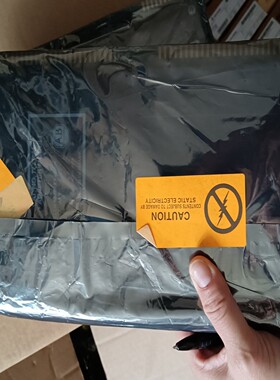 CAUTION
CONTENTS SUBJECT TO DAMAGE BY
STATIC ELECTRICITY